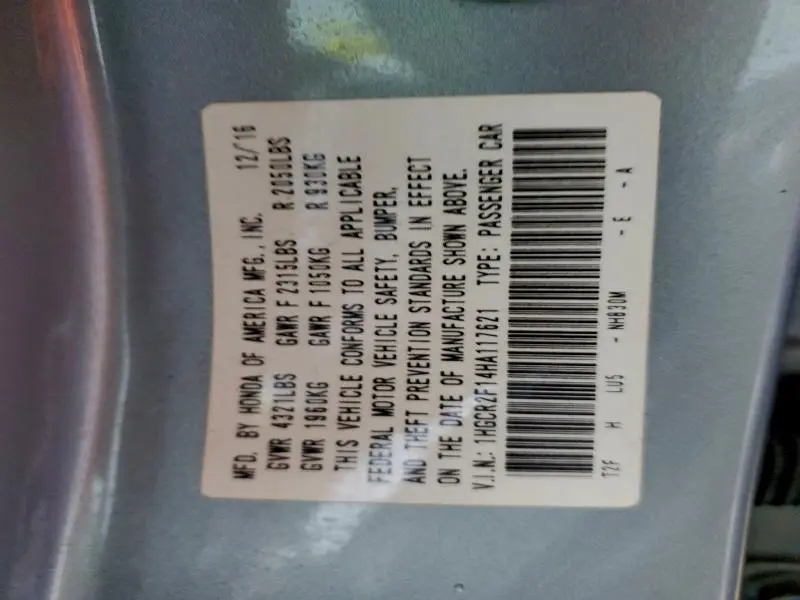 MFD. BY HONDA OF AMERICA MFG., INC. 12/16
GVWR 4321LBS GAWR F 2315LBS R 2050LBS
GVWR 1960KG GAWR F 1050KG R 930KG
THIS VEHICLE CONFORMS TO ALL APPLICABLE
FEDERAL MOTOR VEHICLE SAFETY, BUMPER,
AND THEFT PREVENTION STANDARDS IN EFFECT
ON THE DATE OF MANUFACTURE SHOWN ABOVE.
V.I.N.: 1HGCR2F14HA117621 TYPE: PASSENGER CAR
T2F H LU5 - NH830M - E - A